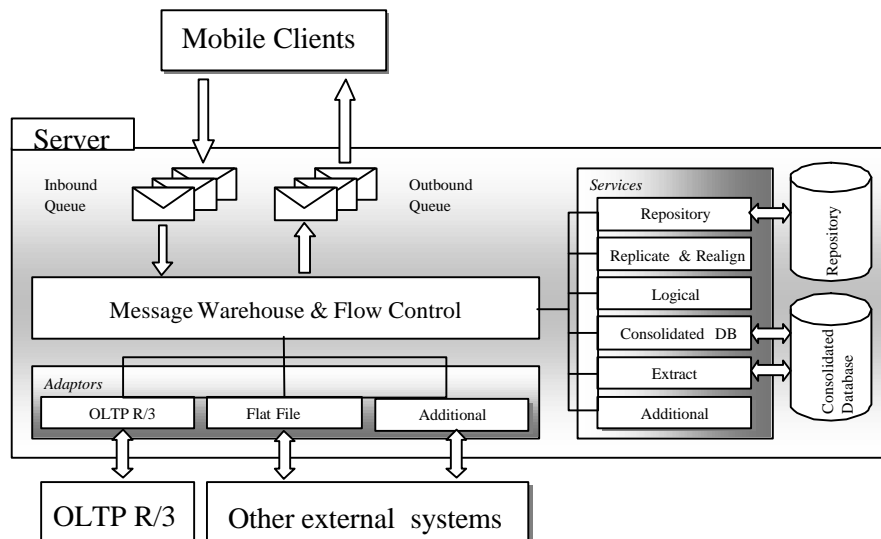 Mobile Clients
Server
Inbound
Queue
Outbound
Queue
Services
Repository
Replicate & Realign
Logical
Consolidated DB
Extract
Additional
Repository
Consolidated
Database
Message Warehouse & Flow Control
Adaptors
OLTP R/3
Flat File
Additional
OLTP R/3
Other external systems